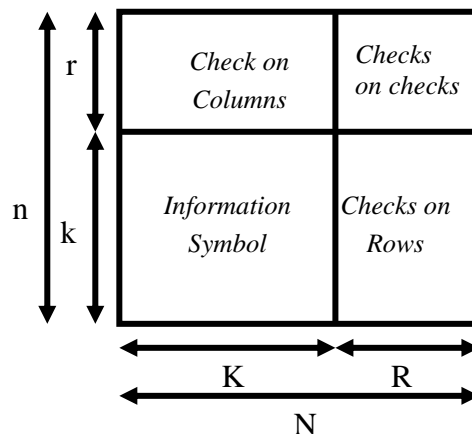 r
Check on
Columns
Checks
on checks
n
k
Information
Symbol
Checks on
Rows
K
R
N